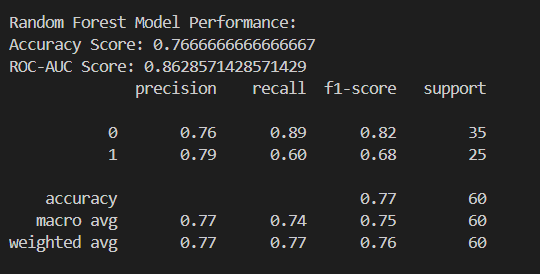 Random Forest Model Performance:
Accuracy Score: 0.7666666666666667
ROC-AUC Score: 0.8628571428571429
precision recall f1-score support
0 0.76 0.89 0.82 35
1 0.79 0.60 0.68 25
accuracy 0.77 60
macro avg 0.77 0.74 0.75 60
weighted avg 0.77 0.77 0.76 60